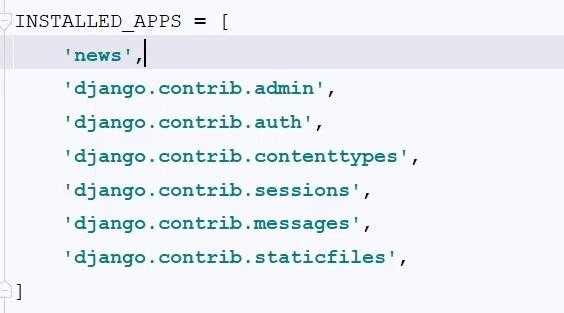 INSTALLED_APPS = [
    'news',
    'django.contrib.admin',
    'django.contrib.auth',
    'django.contrib.contenttypes',
    'django.contrib.sessions',
    'django.contrib.messages',
    'django.contrib.staticfiles',
]